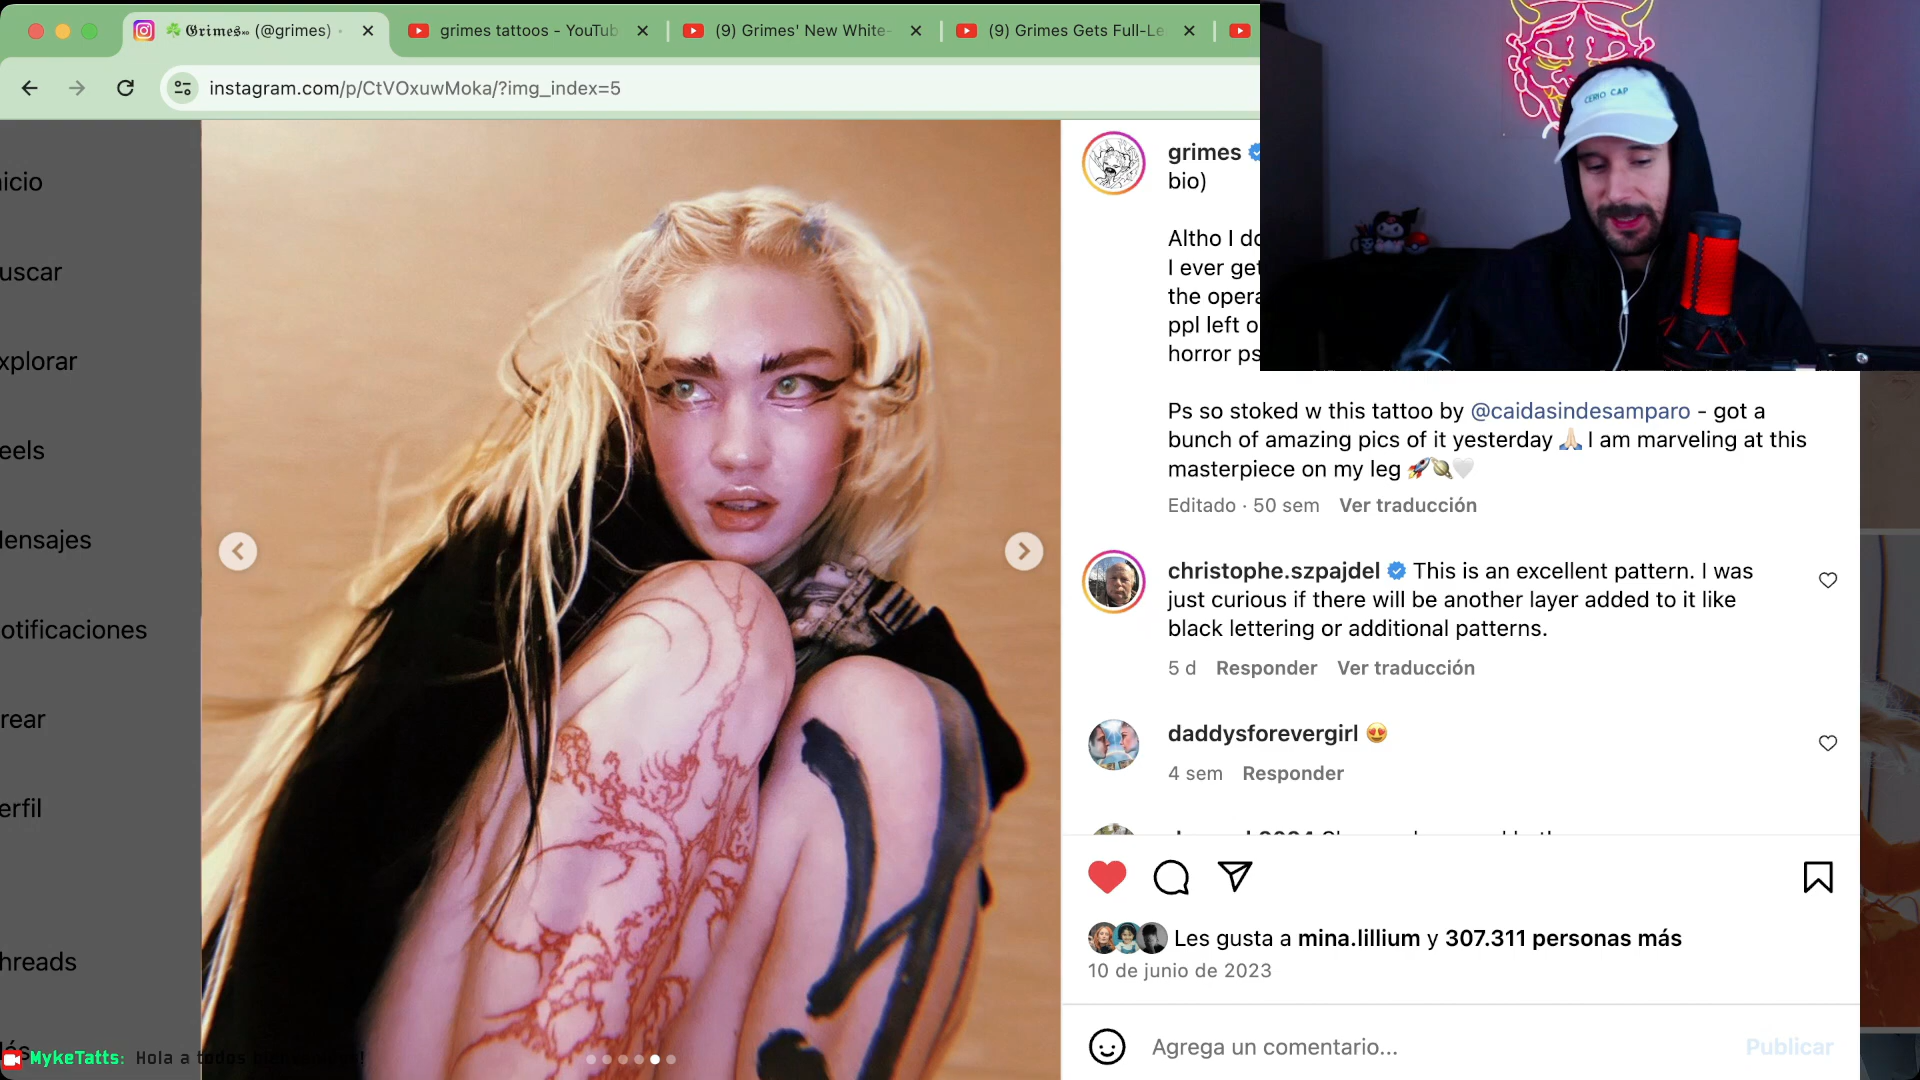 ☘️ 𝕲𝖗𝖎𝖒𝖊𝖘 (@grimes)
grimes tattoos - YouTub
(9) Grimes' New White-
(9) Grimes Gets Full-Le
instagram.com/p/CtVOxuwMoka/?img_index=5
CERIO CAP
icio
uscar
xplorar
eels
ensajes
otificaciones
rear
erfil
hreads
grimes
bio)
Altho I do
I ever get
the opera
ppl left o
horror ps
Ps so stoked w this tattoo by @caidasindesamparo - got a
bunch of amazing pics of it yesterday 🙏🏻 I am marveling at this
masterpiece on my leg 🚀🪐🤍
Editado · 50 sem Ver traducción
christophe.szpajdel This is an excellent pattern. I was
just curious if there will be another layer added to it like
black lettering or additional patterns.
5 d Responder Ver traducción
daddysforevergirl 😍
4 sem Responder
Les gusta a mina.lillium y 307.311 personas más
10 de junio de 2023
Agrega un comentario...
Publicar
MykeTatts: Hola a